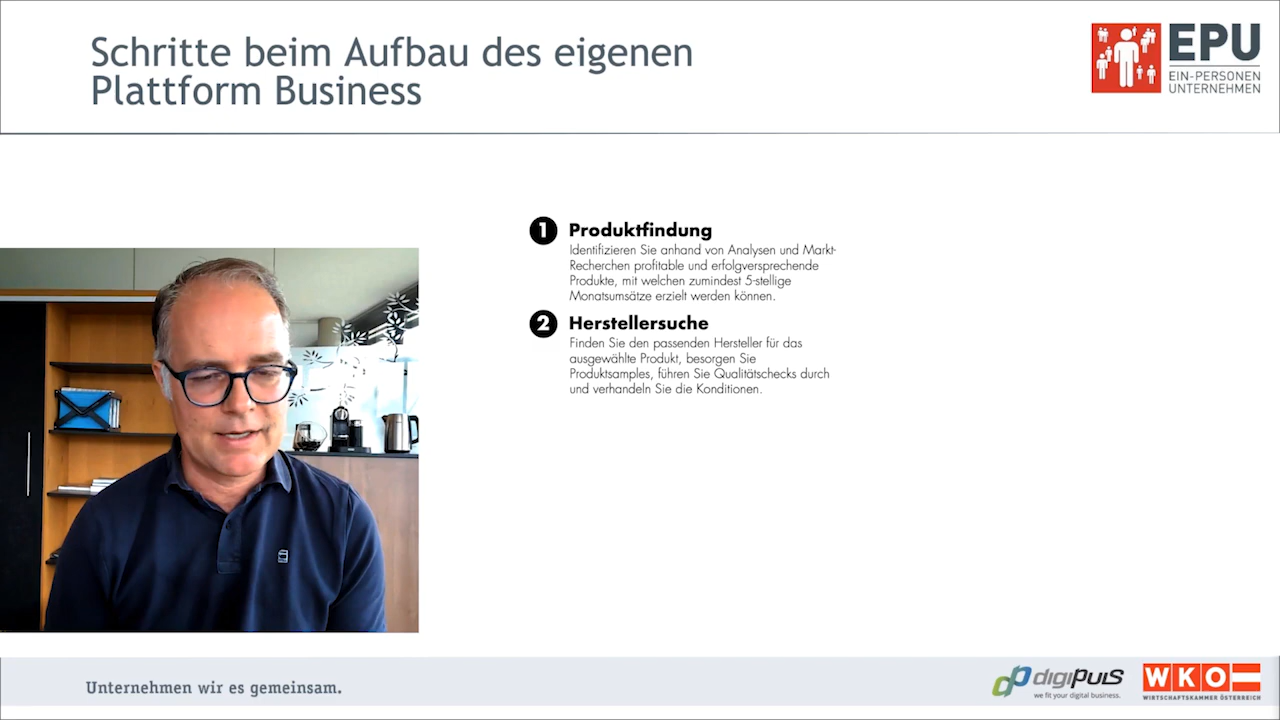 Schritte beim Aufbau des eigenen
Plattform Business
EPU
EIN-PERSONEN
UNTERNEHMEN
1 Produktfindung
Identifizieren Sie anhand von Analysen und Markt-
Recherchen profitable und erfolgversprechende
Produkte, mit welchen zumindest 5-stellige
Monatsumsätze erzielt werden können.
2 Herstellersuche
Finden Sie den passenden Hersteller für das
ausgewählte Produkt, besorgen Sie
Produktsamples, führen Sie Qualitätschecks durch
und verhandeln Sie die Konditionen.
Unternehmen wir es gemeinsam.
digiPULS
we fit your digital business.
WKO
WIRTSCHAFTSKAMMER ÖSTERREICH